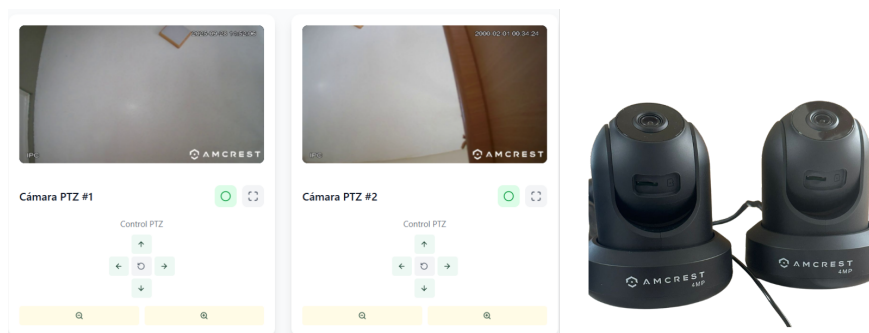 2000-02-01 00:34:24
IPC
AMCREST
AMCREST
Cámara PTZ #1
Cámara PTZ #2
Control PTZ
Control PTZ
AMCREST
4MP
AMCREST
4MP